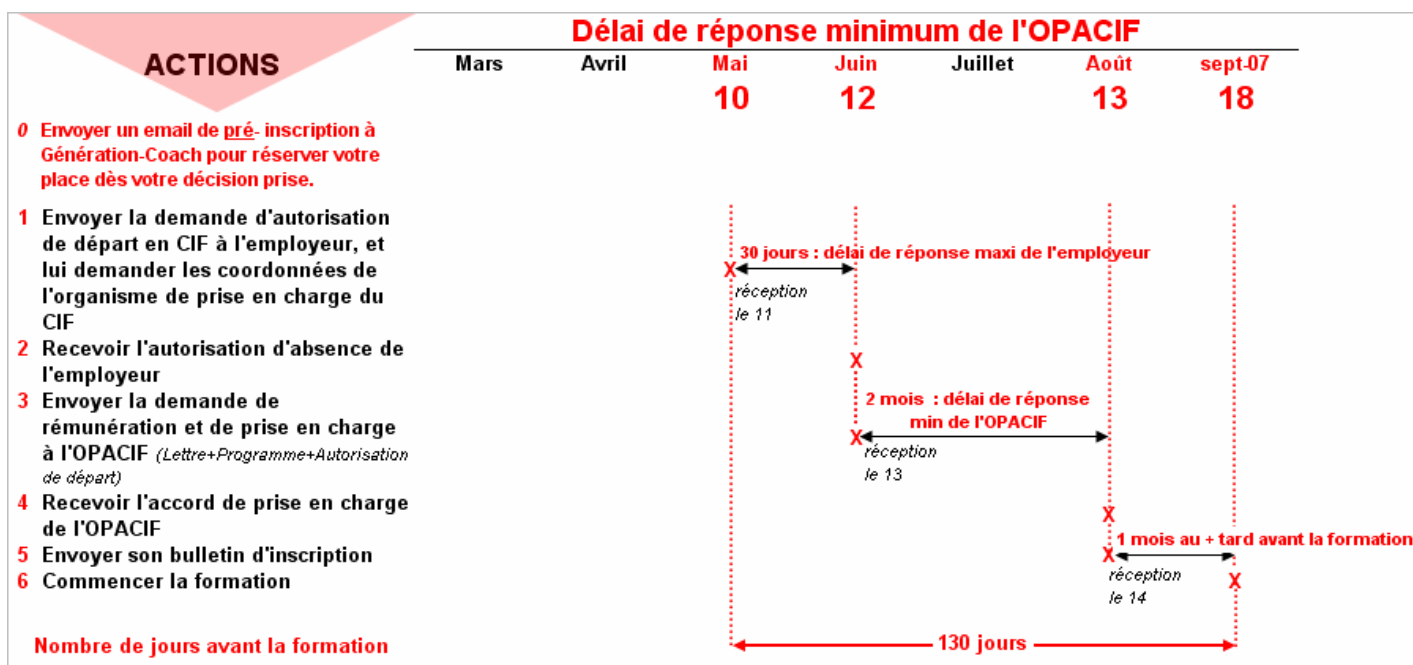 Délai de réponse minimum de l'OPACIF
ACTIONS
Mars Avril Mai Juin Juillet Août sept-07
10 12 13 18
0 Envoyer un email de pré- inscription à
Génération-Coach pour réserver votre
place dès votre décision prise.
1 Envoyer la demande d'autorisation
de départ en CIF à l'employeur, et
lui demander les coordonnées de
l'organisme de prise en charge du
CIF
30 jours : délai de réponse maxi de l'employeur
X
réception
le 11
2 Recevoir l'autorisation d'absence de
l'employeur
X
3 Envoyer la demande de
rémunération et de prise en charge
à l'OPACIF (Lettre+Programme+Autorisation
de départ)
2 mois : délai de réponse
min de l'OPACIF
X
réception
le 13
4 Recevoir l'accord de prise en charge
de l'OPACIF
X
5 Envoyer son bulletin d'inscription
1 mois au + tard avant la formation
X
réception
le 14
6 Commencer la formation
X
Nombre de jours avant la formation
130 jours